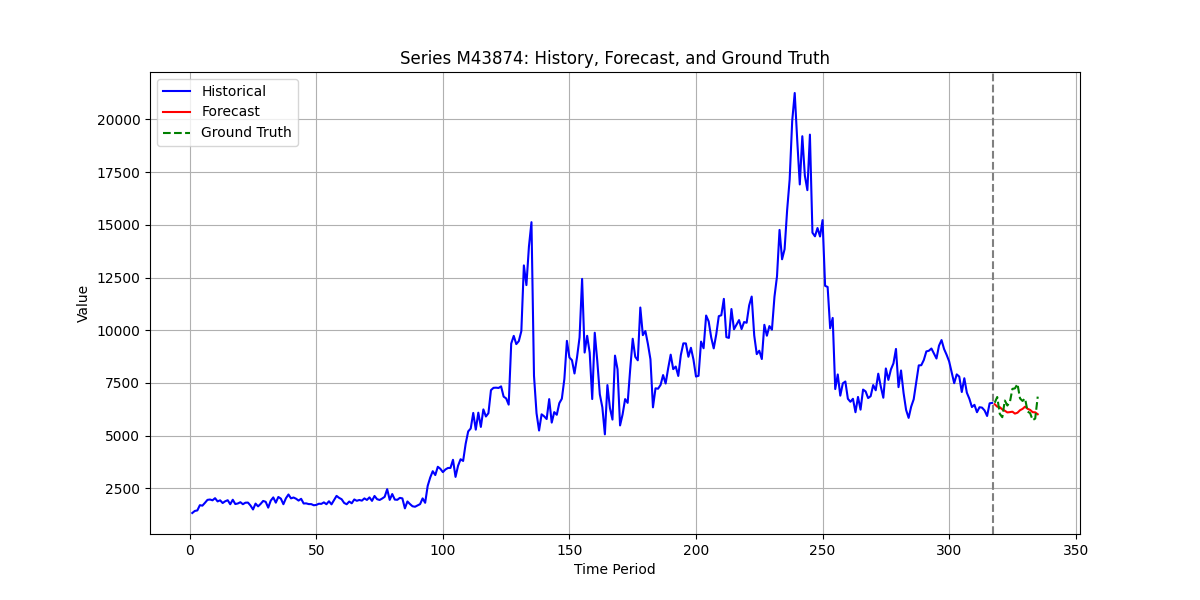 Series M43874: History, Forecast, and Ground Truth
Historical
Forecast
Ground Truth
Value
20000
17500
15000
12500
10000
7500
5000
2500
0 50 100 150 200 250 300 350
Time Period